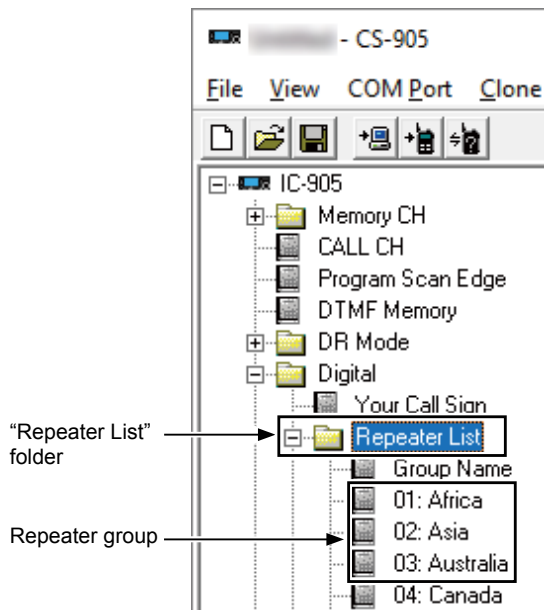 - CS-905
File View COM Port Clone
IC-905
Memory CH
CALL CH
Program Scan Edge
DTMF Memory
DR Mode
Digital
Your Call Sign
“Repeater List”
folder
Repeater List
Group Name
01: Africa
Repeater group
02: Asia
03: Australia
04: Canada